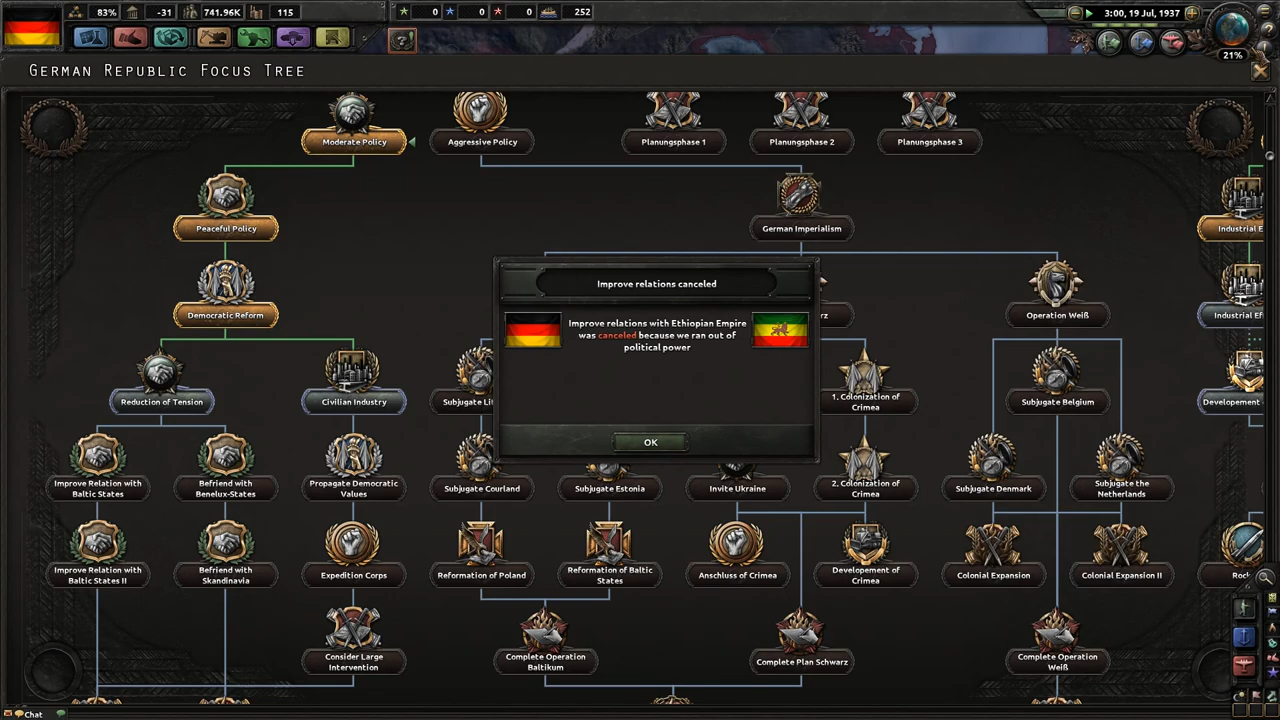 83%
-31
741.96K
115
0
0
0
252
3:00, 19 Jul, 1937
21%
German Republic Focus Tree
Moderate Policy
Aggressive Policy
Planungsphase 1
Planungsphase 2
Planungsphase 3
Peaceful Policy
German Imperialism
Industrial E
Democratic Reform
Operation Weiß
Industrial Ef
Improve relations canceled
Improve relations with Ethiopian Empire
was canceled because we ran out of
political power
OK
Reduction of Tension
Civilian Industry
Subjugate Lit
1. Colonization of
Crimea
Subjugate Belgium
Developement
Improve Relation with
Baltic States
Befriend with
Benelux-States
Propagate Democratic
Values
Subjugate Courland
Subjugate Estonia
Invite Ukraine
2. Colonization of
Crimea
Subjugate Denmark
Subjugate the
Netherlands
Improve Relation with
Baltic States II
Befriend with
Skandinavia
Expedition Corps
Reformation of Poland
Reformation of Baltic
States
Anschluss of Crimea
Developement of
Crimea
Colonial Expansion
Colonial Expansion II
Rock
Consider Large
Intervention
Complete Operation
Baltikum
Complete Plan Schwarz
Complete Operation
Weiß
Chat